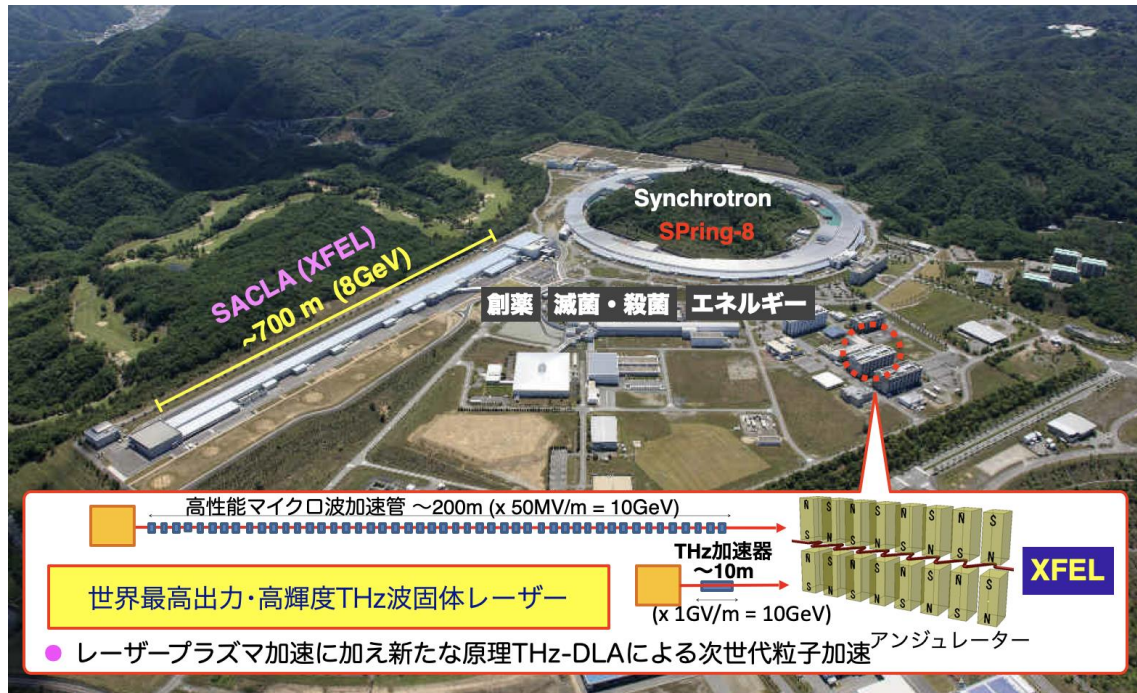 Synchrotron
SPring-8
SACLA (XFEL)
~700 m (8GeV)
創薬 滅菌・殺菌 エネルギー
高性能マイクロ波加速管 〜200m (x 50MV/m = 10GeV)
THz加速器
〜10m
(x 1GV/m = 10GeV)
N S N S N S N S
S N S N S N S N
N S N S N S N S
S N S N S N S N
XFEL
アンジュレーター
世界最高出力・高輝度THz波固体レーザー
● レーザープラズマ加速に加え新たな原理THz-DLAによる次世代粒子加速